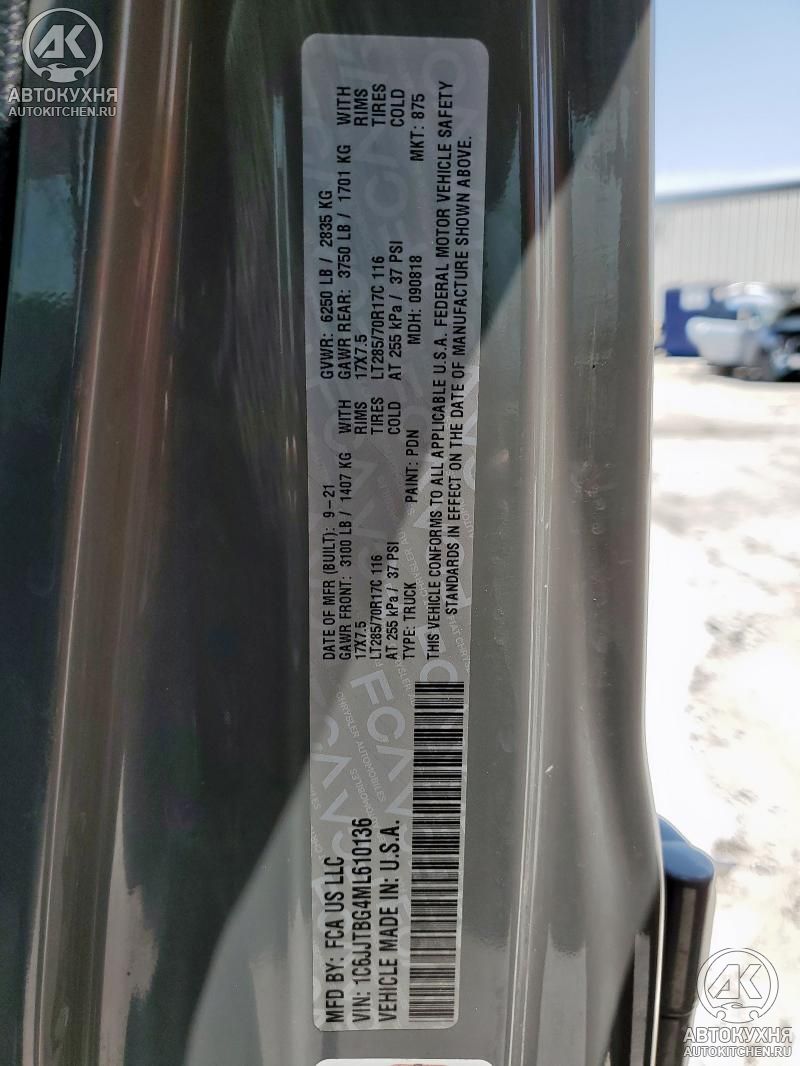 AK
АВТОКУХНЯ
AUTOKITCHEN.RU
MFD BY: FCA US LLC
VIN: 1C6JJTBG4ML610136
VEHICLE MADE IN: U.S.A.
DATE OF MFR (BUILT): 9-21 GVWR: 6250 LB / 2835 KG
GAWR FRONT: 3100 LB / 1407 KG WITH GAWR REAR: 3750 LB / 1701 KG WITH
17X7.5 RIMS 17X7.5 RIMS
LT285/70R17C 116 TIRES LT285/70R17C 116 TIRES
AT 255 kPa / 37 PSI COLD AT 255 kPa / 37 PSI COLD
TYPE: TRUCK PAINT: PDN MDH: 090818 MKT: 875
THIS VEHICLE CONFORMS TO ALL APPLICABLE U.S.A. FEDERAL MOTOR VEHICLE SAFETY
STANDARDS IN EFFECT ON THE DATE OF MANUFACTURE SHOWN ABOVE.
AK
АВТОКУХНЯ
AUTOKITCHEN.RU